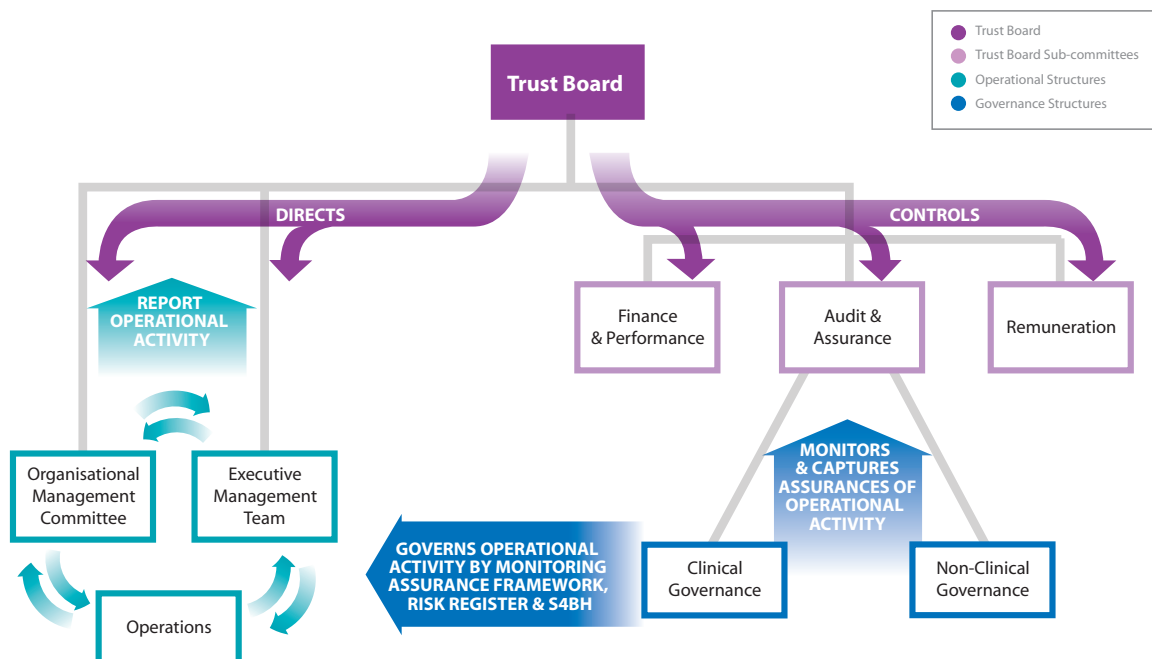 Trust Board
Trust Board Sub-committees
Operational Structures
Governance Structures
Trust Board
DIRECTS
CONTROLS
REPORT
OPERATIONAL
ACTIVITY
Finance
& Performance
Audit &
Assurance
Remuneration
Organisational
Management
Committee
Executive
Management
Team
MONITORS
& CAPTURES
ASSURANCES OF
OPERATIONAL
ACTIVITY
GOVERNS OPERATIONAL
ACTIVITY BY MONITORING
ASSURANCE FRAMEWORK,
RISK REGISTER & S4BH
Clinical
Governance
Non-Clinical
Governance
Operations